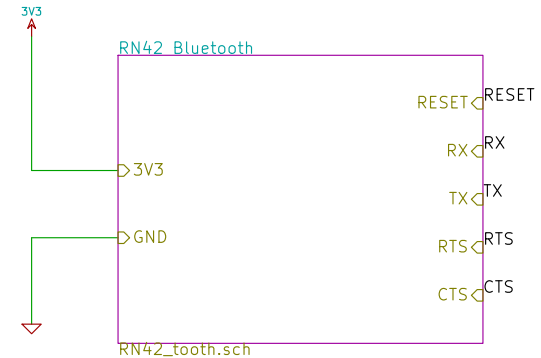 3V3
RN42_Bluetooth
RESET RESET
RX RX
3V3
TX TX
GND
RTS RTS
CTS CTS
RN42_tooth.sch